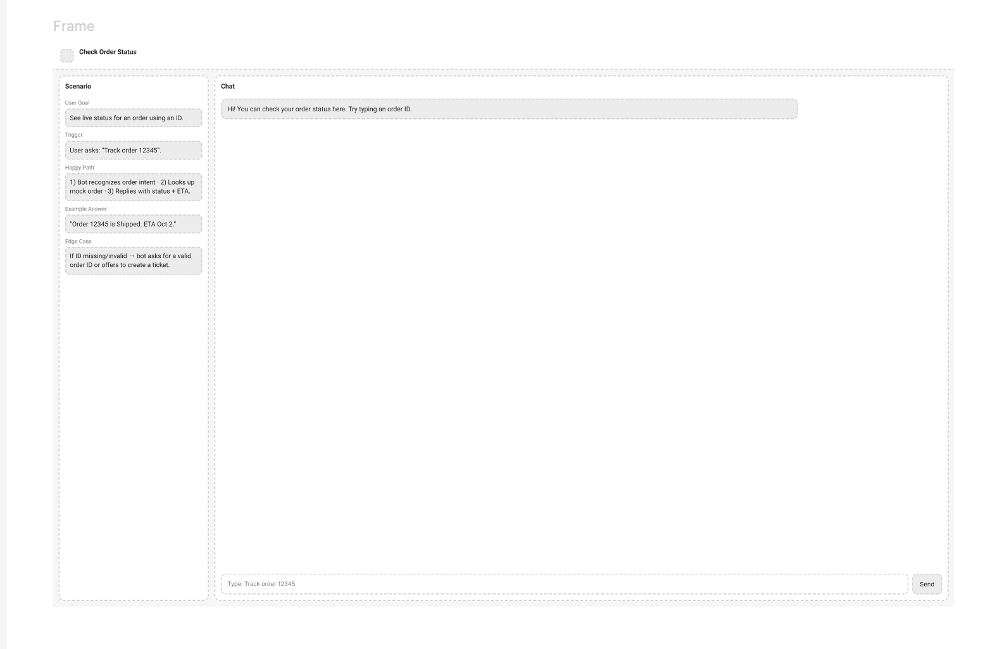 Frame
Check Order Status
Scenario
User Goal
See live status for an order using an ID.
Trigger
User asks: “Track order 12345”.
Happy Path
1) Bot recognizes order intent · 2) Looks up
mock order · 3) Replies with status + ETA.
Example Answer
“Order 12345 is Shipped. ETA Oct 2.”
Edge Case
If ID missing/invalid → bot asks for a valid
order ID or offers to create a ticket.
Chat
Hi! You can check your order status here. Try typing an order ID.
Type: Track order 12345
Send